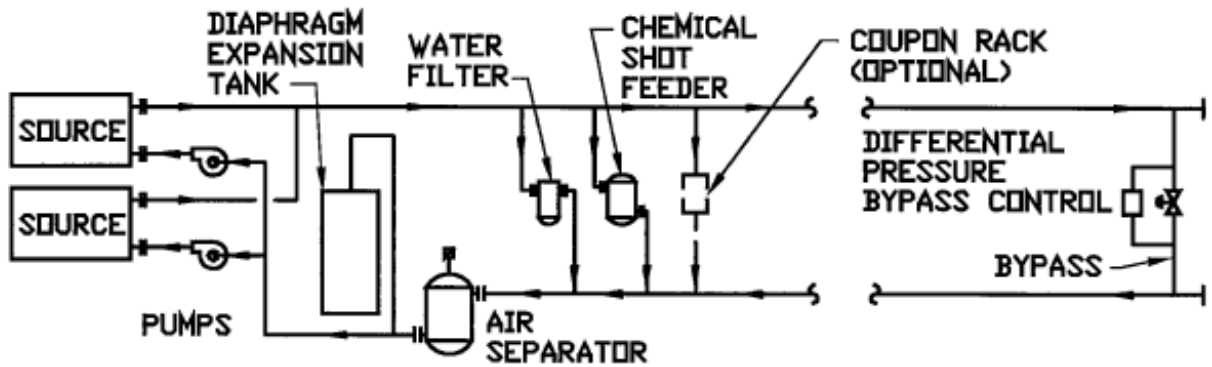 DIAPHRAGM
EXPANSION
TANK
WATER
FILTER
CHEMICAL
SHOT
FEEDER
COUPON RACK
(OPTIONAL)
SOURCE
SOURCE
DIFFERENTIAL
PRESSURE
BYPASS CONTROL
BYPASS
PUMPS
AIR
SEPARATOR